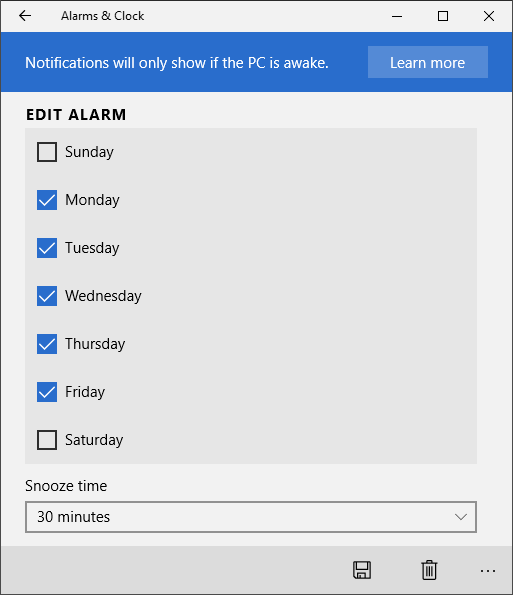 Alarms & Clock
Notifications will only show if the PC is awake.
Learn more
EDIT ALARM
Sunday
Monday
Tuesday
Wednesday
Thursday
Friday
Saturday
Snooze time
30 minutes